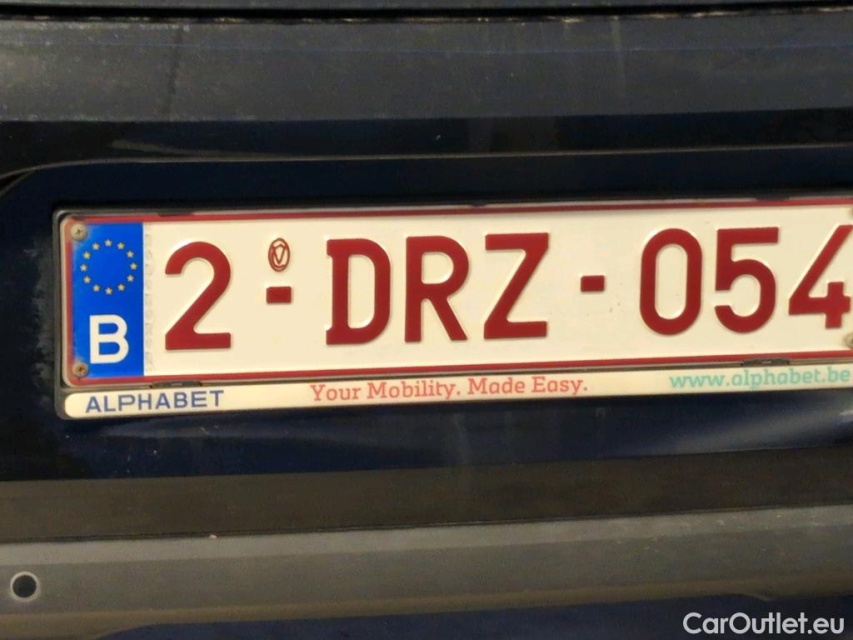 B
2-DRZ-054
ALPHABET Your Mobility. Made Easy. www.alphabet.be
CarOutlet.eu